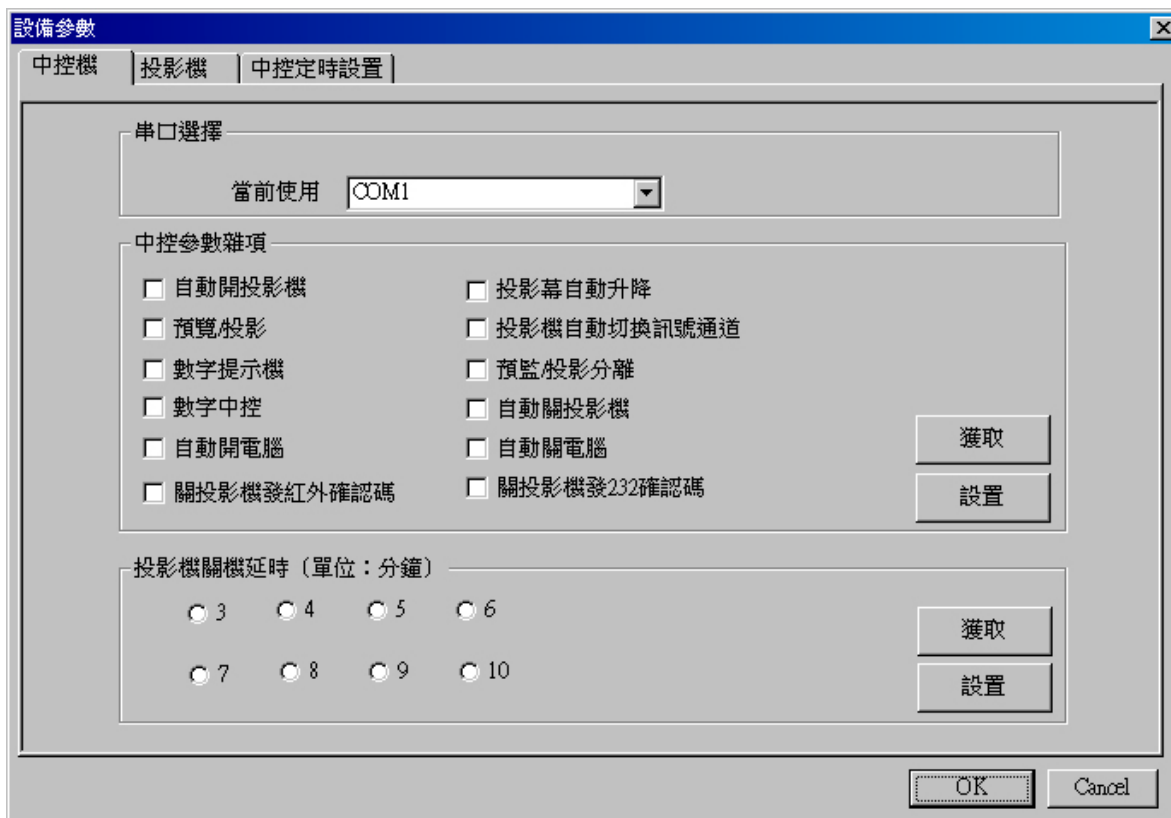 設備參數
中控機 投影機 中控定時設置
串口選擇
當前使用 COM1
中控參數雜項
自動開投影機 投影幕自動升降
預覽/投影 投影機自動切換訊號通道
數字提示機 預監/投影分離
數字中控 自動關投影機
自動開電腦 自動關電腦
獲取
關投影機發紅外確認碼 關投影機發232確認碼
設置
投影機關機延時（單位：分鐘）
3 4 5 6
獲取
7 8 9 10
設置
OK Cancel